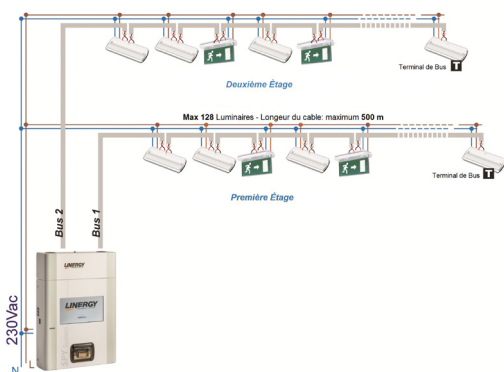 Terminal de Bus T
Deuxième Étage
Max 128 Luminaires - Longeur du cable: maximum 500 m
Terminal de Bus T
Première Étage
Bus 2
Bus 1
LINERGY
LINERGY
230Vac
SPY
L
N